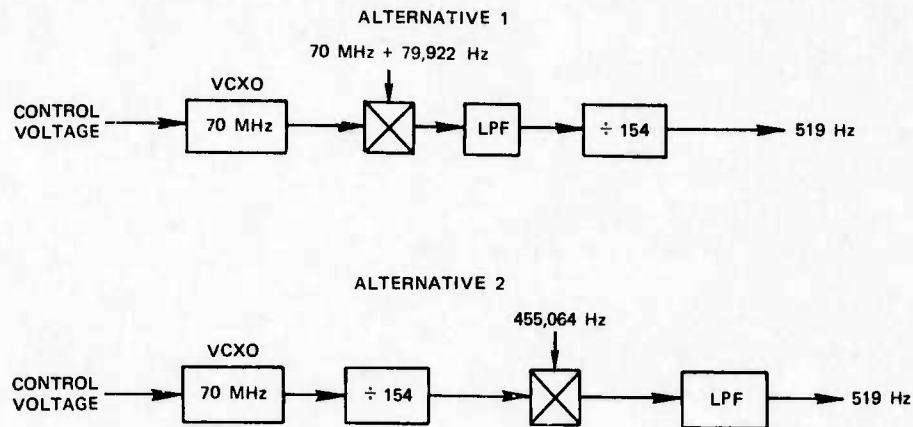 ALTERNATIVE 1
70 MHz + 79,922 Hz
VCXO
CONTROL
VOLTAGE
70 MHz
LPF
÷ 154
519 Hz
ALTERNATIVE 2
455,064 Hz
VCXO
CONTROL
VOLTAGE
70 MHz
÷ 154
LPF
519 Hz